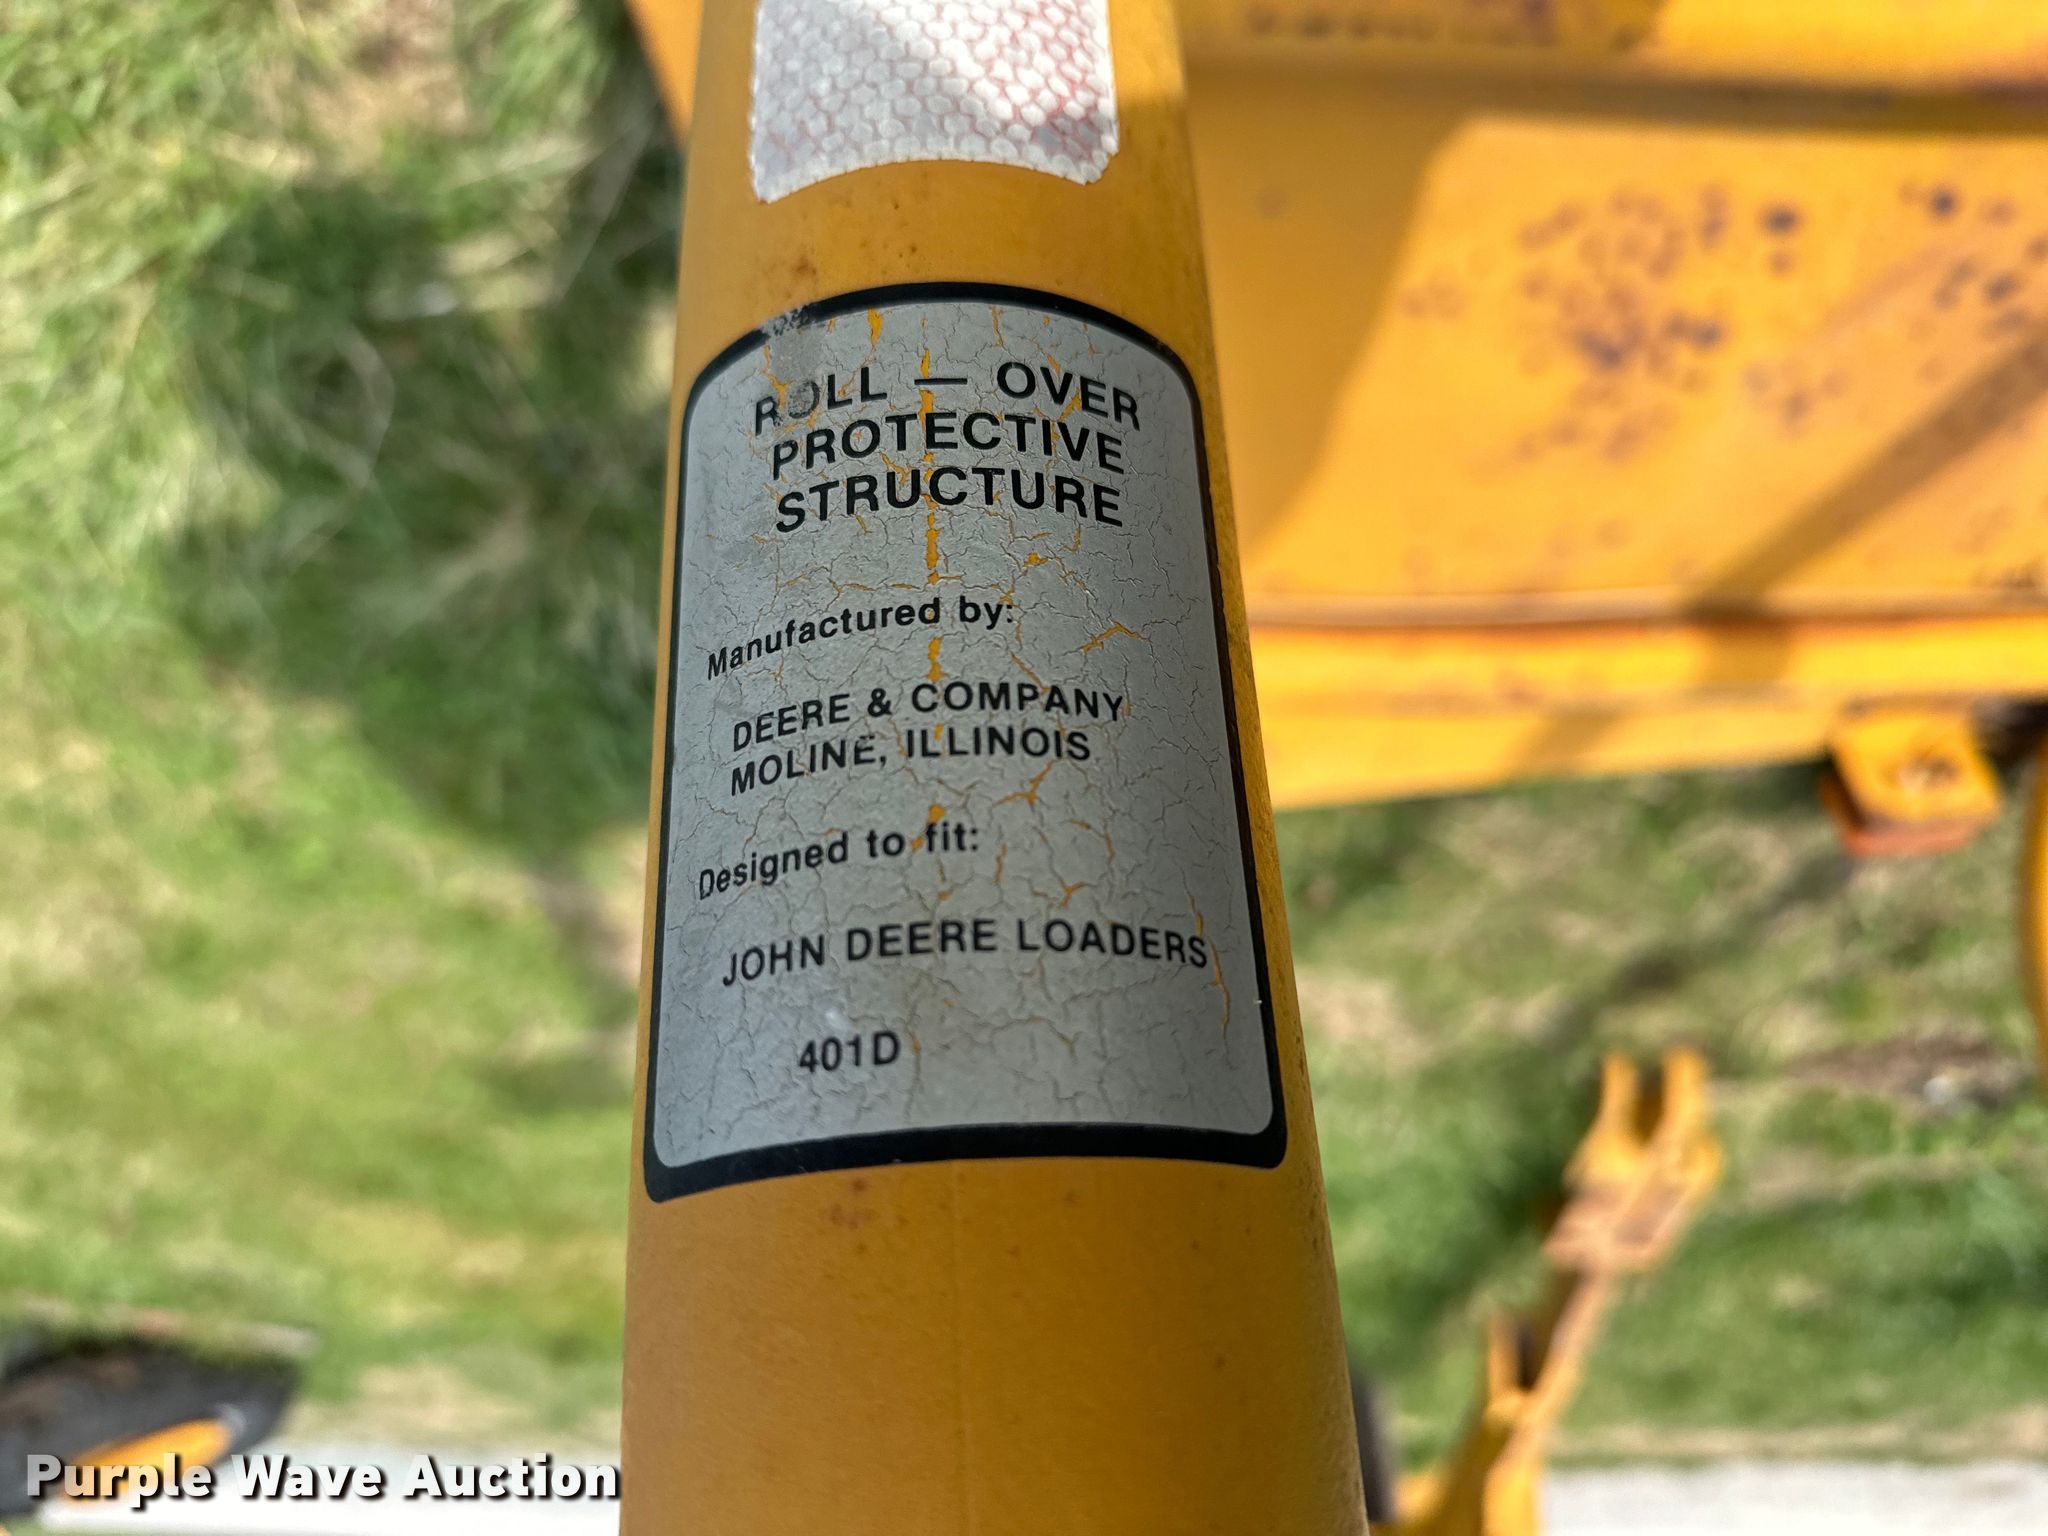 ROLL — OVER
PROTECTIVE
STRUCTURE
Manufactured by:
DEERE & COMPANY
MOLINE, ILLINOIS
Designed to fit:
JOHN DEERE LOADERS
401D
Purple Wave Auction